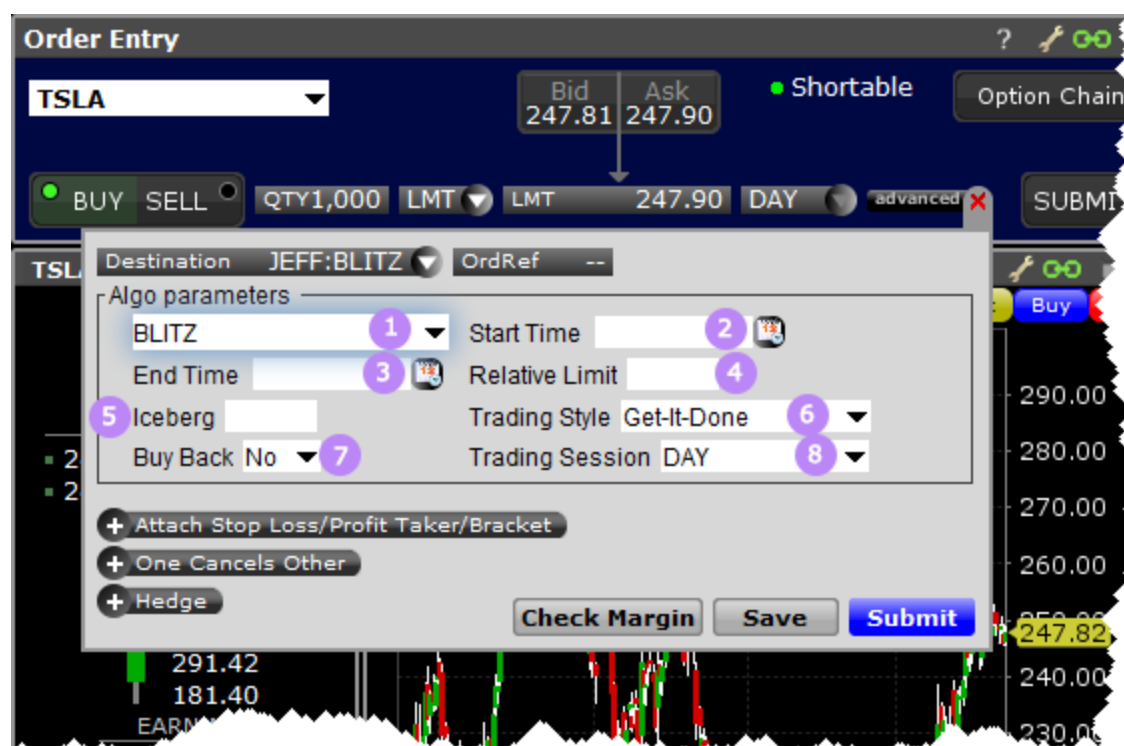 Order Entry ?
TSLA
Bid Ask
247.81 247.90
Shortable
Option Chain
BUY SELL QTY 1,000 LMT LMT 247.90 DAY advanced
Destination JEFF:BLITZ OrdRef --
Algo parameters
BLITZ 1 Start Time 2
End Time 3 Relative Limit 4
5 Iceberg Trading Style Get-It-Done 6
Buy Back No 7 Trading Session DAY 8
+ Attach Stop Loss/Profit Taker/Bracket
+ One Cancels Other
+ Hedge
Check Margin Save Submit
Buy
290.00
280.00
270.00
260.00
247.82
240.00
230.00
291.42
181.40